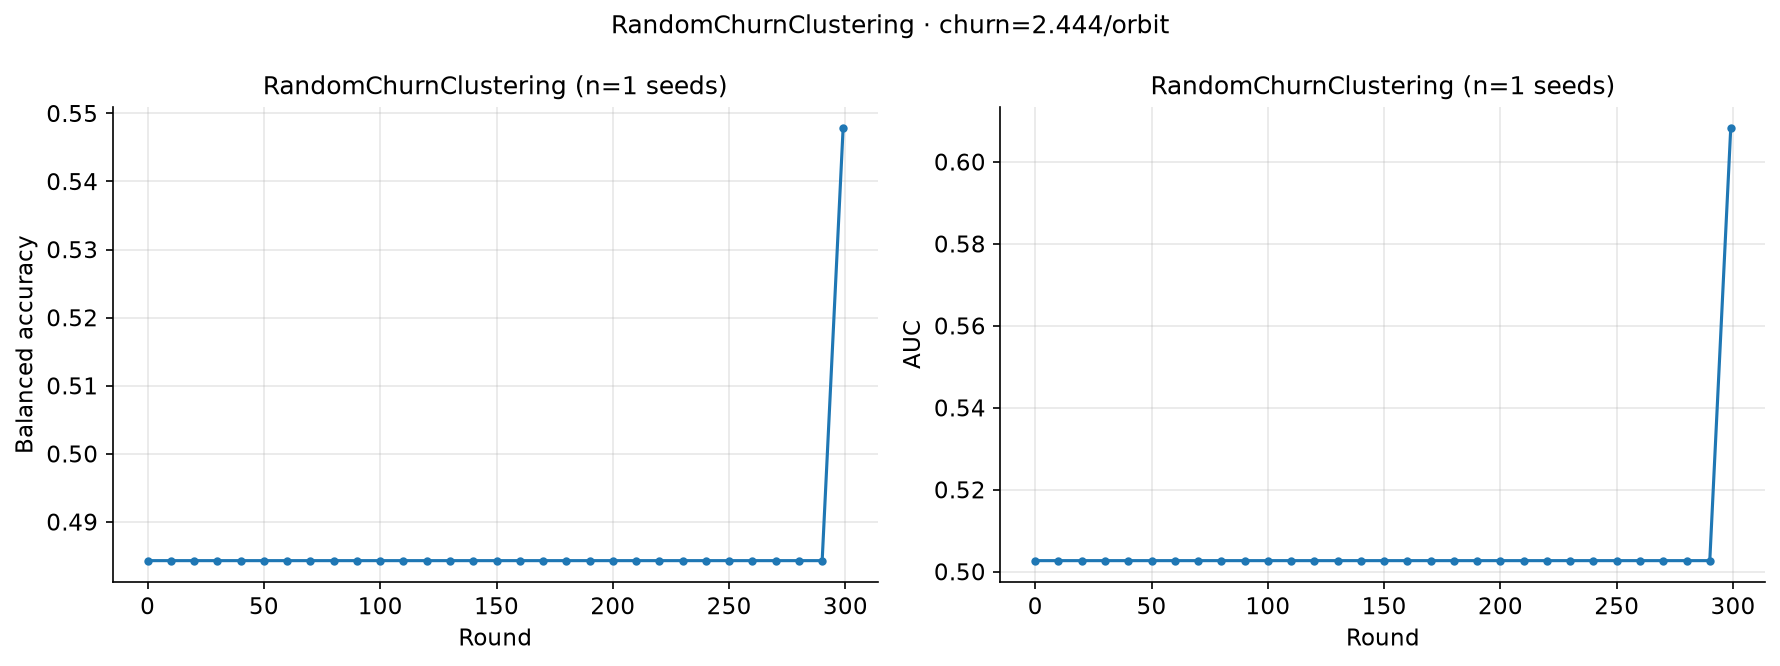 RandomChurnClustering · churn=2.444/orbit
RandomChurnClustering (n=1 seeds)
Balanced accuracy
0.55
0.54
0.53
0.52
0.51
0.50
0.49
0 50 100 150 200 250 300
Round
RandomChurnClustering (n=1 seeds)
AUC
0.60
0.58
0.56
0.54
0.52
0.50
0 50 100 150 200 250 300
Round